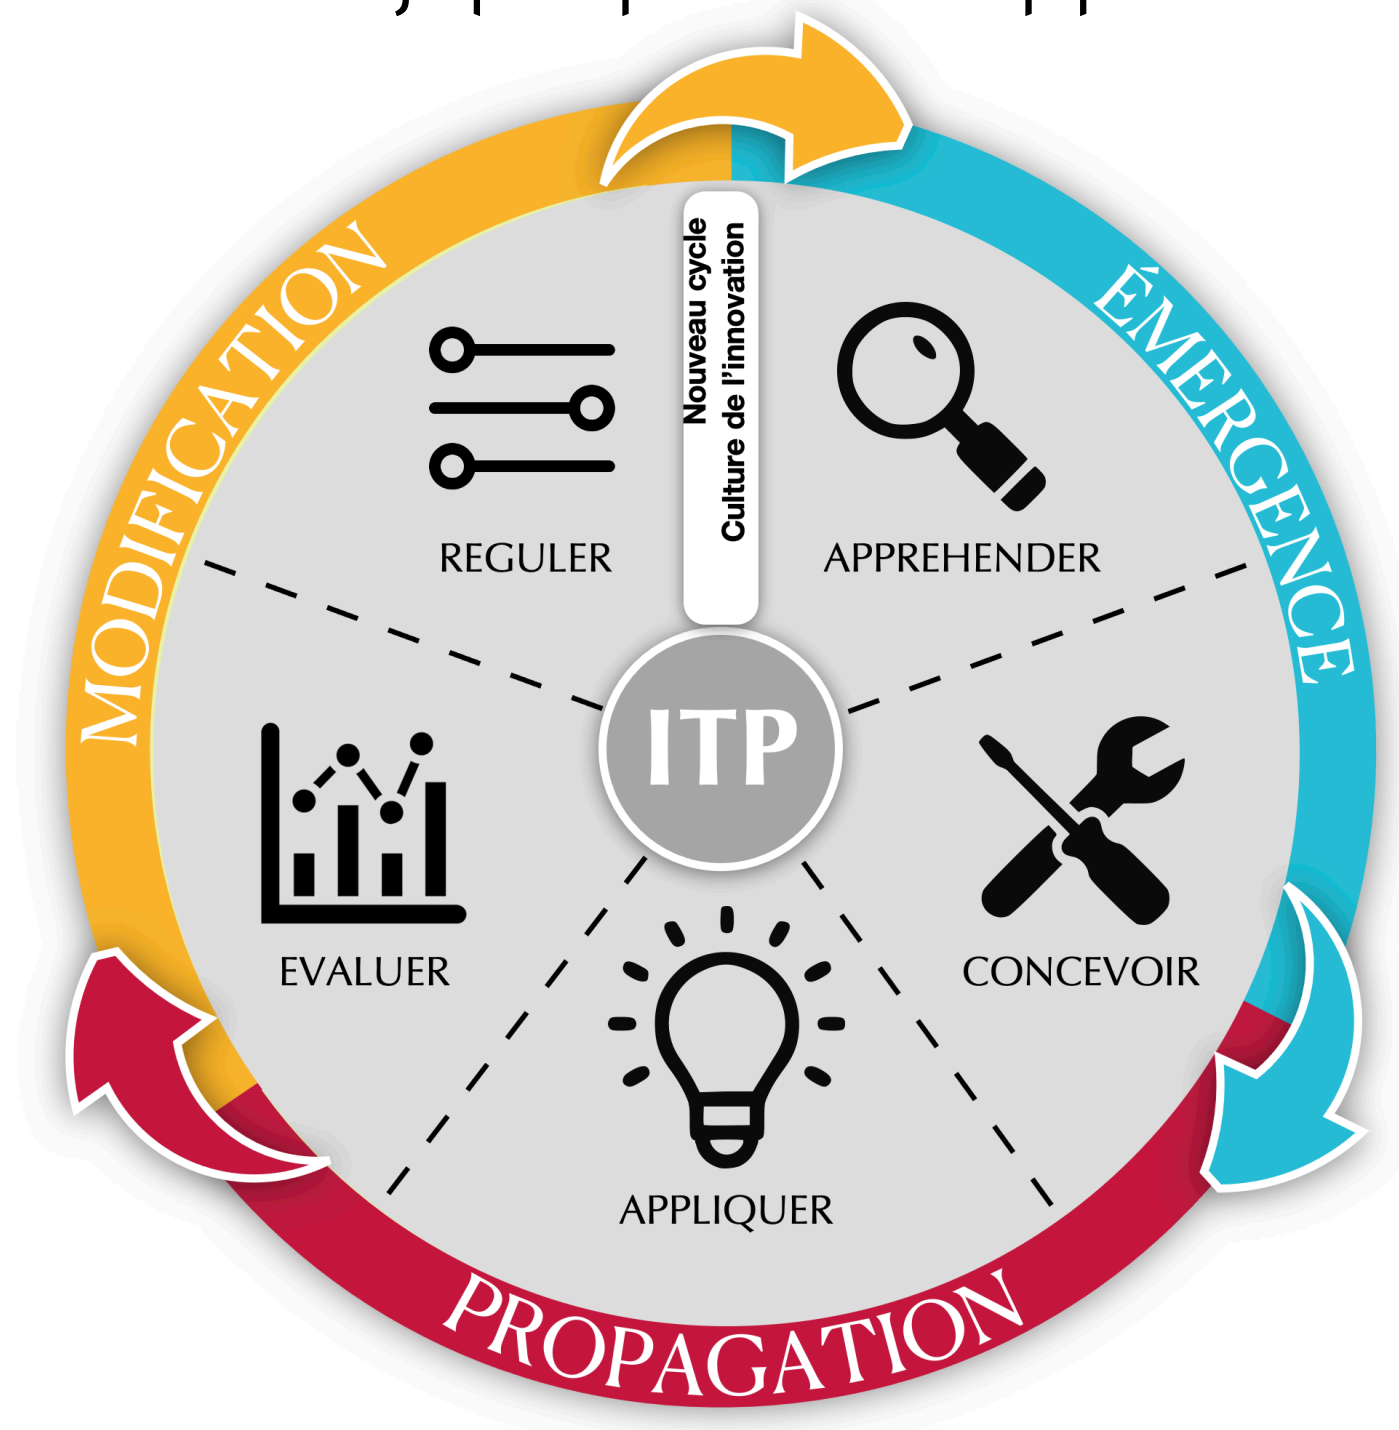 Nouveau cycle
Culture de l'innovation
ÉMERGENCE
APPREHENDER
CONCEVOIR
PROPAGATION
APPLIQUER
MODIFICATION
EVALUER
REGULER
ITP